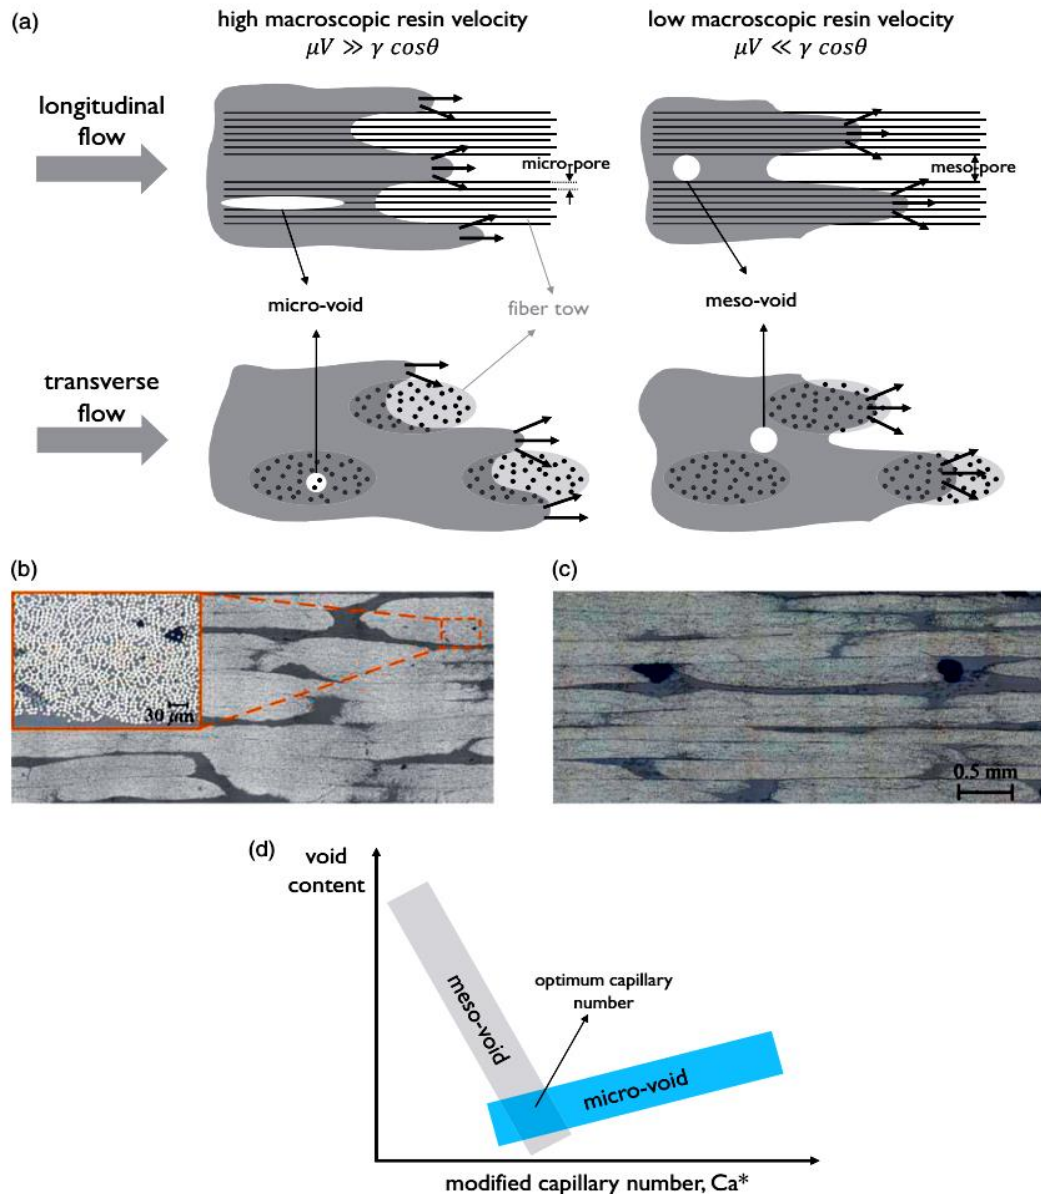 (a)
high macroscopic resin velocity
μV ≫ γ cosθ
low macroscopic resin velocity
μV ≪ γ cosθ
longitudinal
flow
micro-pore
meso-pore
micro-void
fiber tow
meso-void
transverse
flow
(b)
30 μm
(c)
0.5 mm
(d)
void
content
meso-void
optimum capillary
number
micro-void
modified capillary number, Ca*